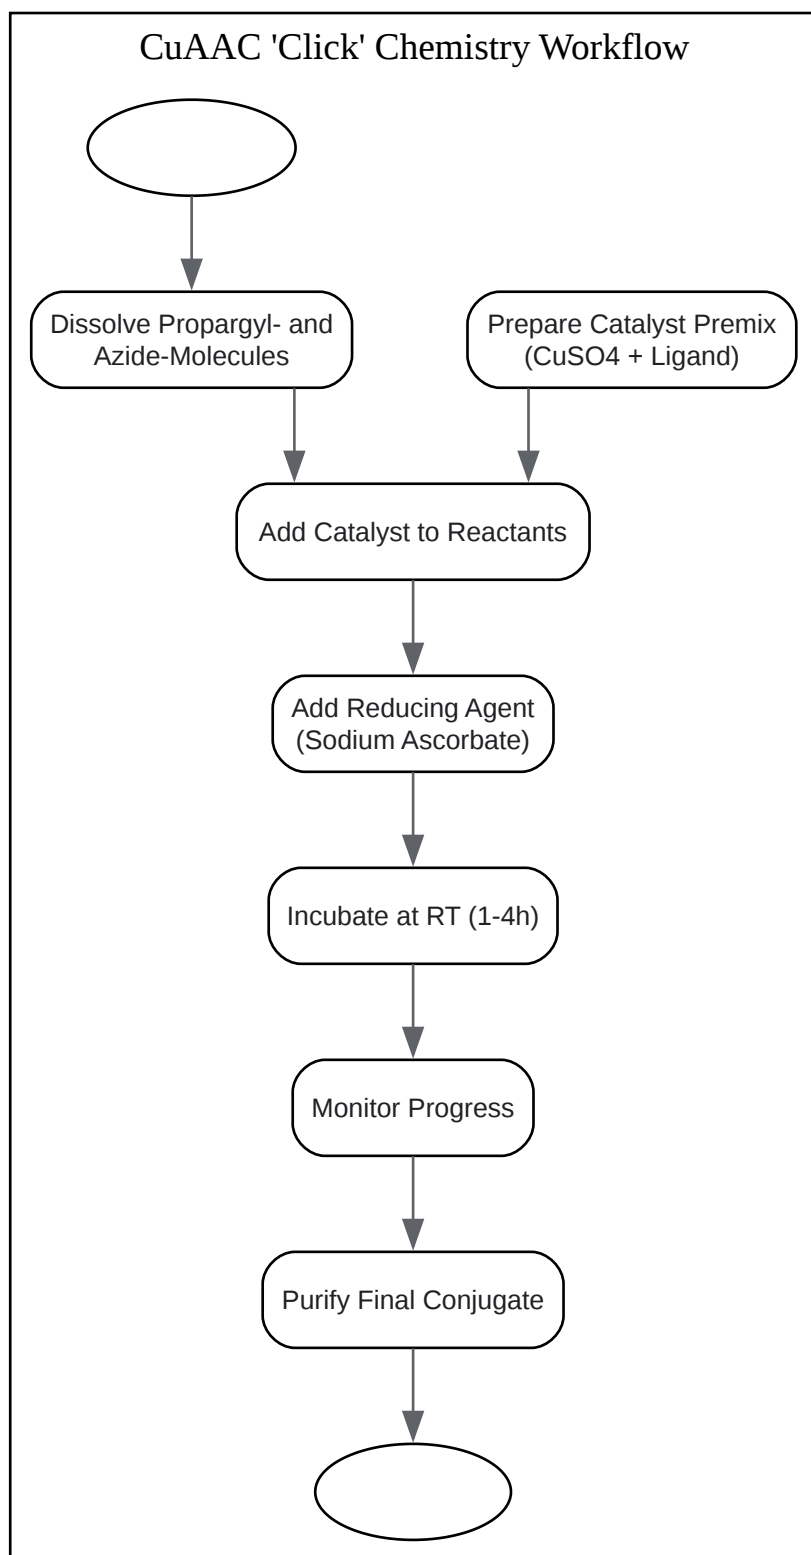 CuAAC 'Click' Chemistry Workflow
Dissolve Propargyl- and
Azide-Molecules
Prepare Catalyst Premix
(CuSO4 + Ligand)
Add Catalyst to Reactants
Add Reducing Agent
(Sodium Ascorbate)
Incubate at RT (1-4h)
Monitor Progress
Purify Final Conjugate